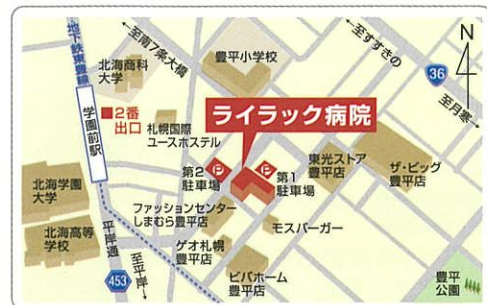 ←至南7条大橋
←至すすきの
N
36
至月寒→
地下鉄東豊線
北海商科
大学
豊平小学校
学園前駅
■2番
出口
札幌国際
ユースホステル
ライラック病院
第2
駐車場
P
P
第1
駐車場
東光ストア
豊平店
ザ・ビッグ
豊平店
北海学園
大学
ファッションセンター
しまむら豊平店
モスバーガー
北海高等
学校
平岸通
至平岸→
ゲオ札幌
豊平店
453
ビバホーム
豊平店
豊平
公園